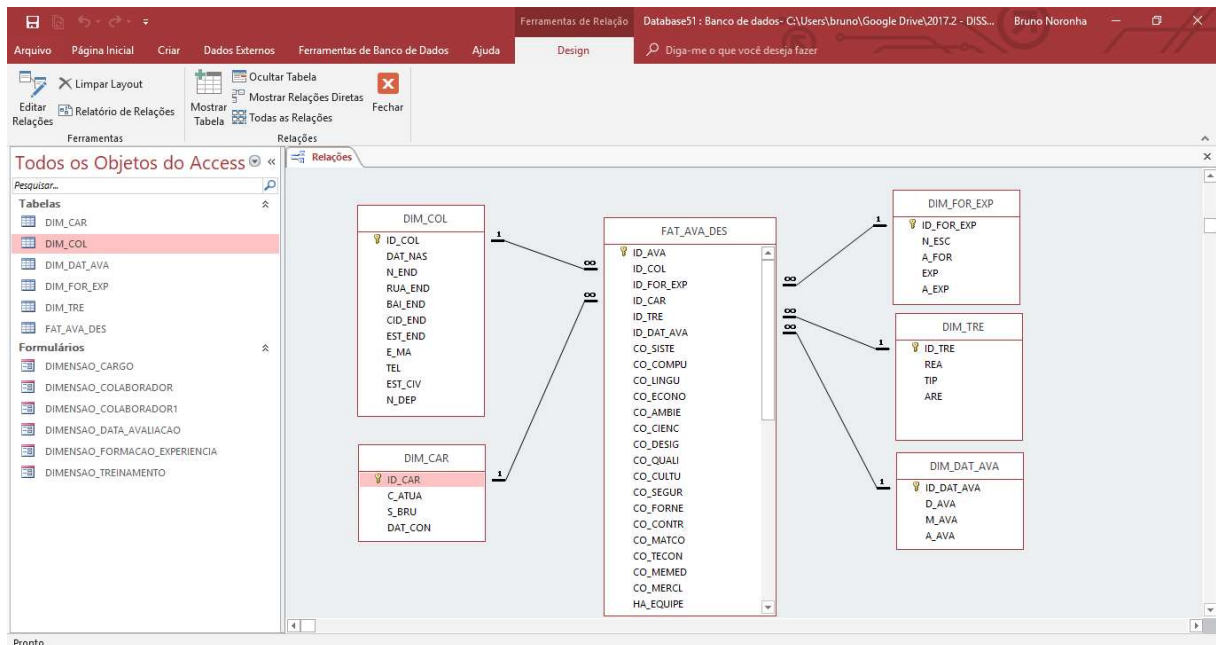 Ferramentas de Relação
Database51 : Banco de dados- C:\Users\bruno\Google Drive\2017.2 - DISS...
Bruno Noronha
Arquivo
Página Inicial
Criar
Dados Externos
Ferramentas de Banco de Dados
Ajuda
Design
Diga-me o que você deseja fazer
Editar Relações
Limpar Layout
Relatório de Relações
Ferramentas
Mostrar Tabela
Ocultar Tabela
Mostrar Relações Diretas
Todas as Relações
Fechar
Relações
Todos os Objetos do Access
«
Pesquisar...
Tabelas
DIM_CAR
DIM_COL
DIM_DAT_AVA
DIM_FOR_EXP
DIM_TRE
FAT_AVA_DES
Formulários
DIMENSAO_CARGO
DIMENSAO_COLABORADOR
DIMENSAO_COLABORADOR1
DIMENSAO_DATA_AVALIACAO
DIMENSAO_FORMACAO_EXPERIENCIA
DIMENSAO_TREINAMENTO
Relações
DIM_COL
ID_COL
DAT_NAS
N_END
RUA_END
BAI_END
CID_END
EST_END
E_MA
TEL
EST_CIV
N_DEP
1
∞
DIM_CAR
ID_CAR
C_ATUA
S_BRU
DAT_CON
1
∞
FAT_AVA_DES
ID_AVA
ID_COL
ID_FOR_EXP
ID_CAR
ID_TRE
ID_DAT_AVA
CO_SISTE
CO_COMPU
CO_LINGU
CO_ECONO
CO_AMBIE
CO_CIENC
CO_DESIG
CO_QUALI
CO_CULTU
CO_SEGUR
CO_FORNE
CO_CONTR
CO_MATCO
CO_TECON
CO_MEMED
CO_MERCL
HA_EQUIPE
∞
1
DIM_FOR_EXP
ID_FOR_EXP
N_ESC
A_FOR
EXP
A_EXP
∞
1
DIM_TRE
ID_TRE
REA
TIP
ARE
∞
1
DIM_DAT_AVA
ID_DAT_AVA
D_AVA
M_AVA
A_AVA
Pronto